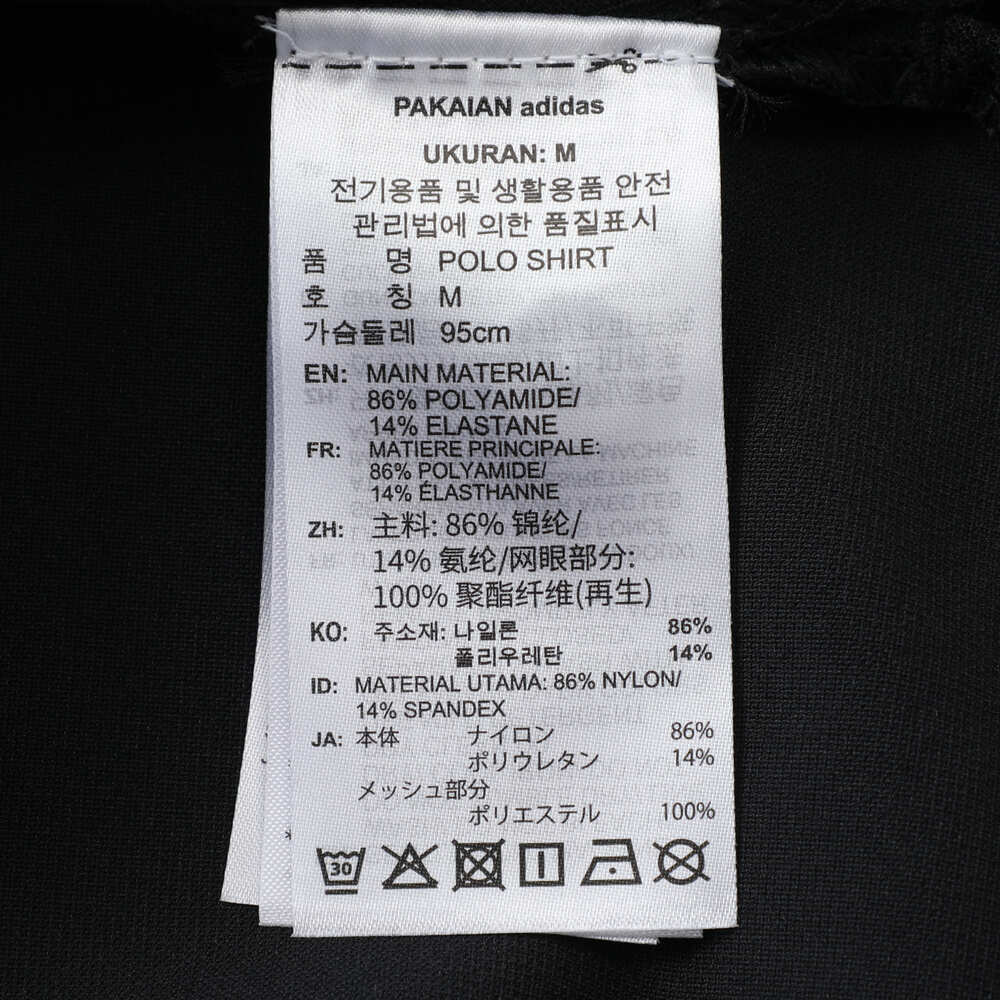 PAKAIAN adidas
UKURAN: M
전기용품 및 생활용품 안전
관리법에 의한 품질표시
품 명 POLO SHIRT
호 칭 M
가슴둘레 95cm
EN: MAIN MATERIAL:
86% POLYAMIDE/
14% ELASTANE
FR: MATIERE PRINCIPALE:
86% POLYAMIDE/
14% ÉLASTHANNE
ZH: 主料: 86% 锦纶/
14% 氨纶/网眼部分:
100% 聚酯纤维(再生)
KO: 주소재: 나일론 86%
폴리우레탄 14%
ID: MATERIAL UTAMA: 86% NYLON/
14% SPANDEX
JA: 本体 ナイロン 86%
ポリウレタン 14%
メッシュ部分
ポリエステル 100%
30